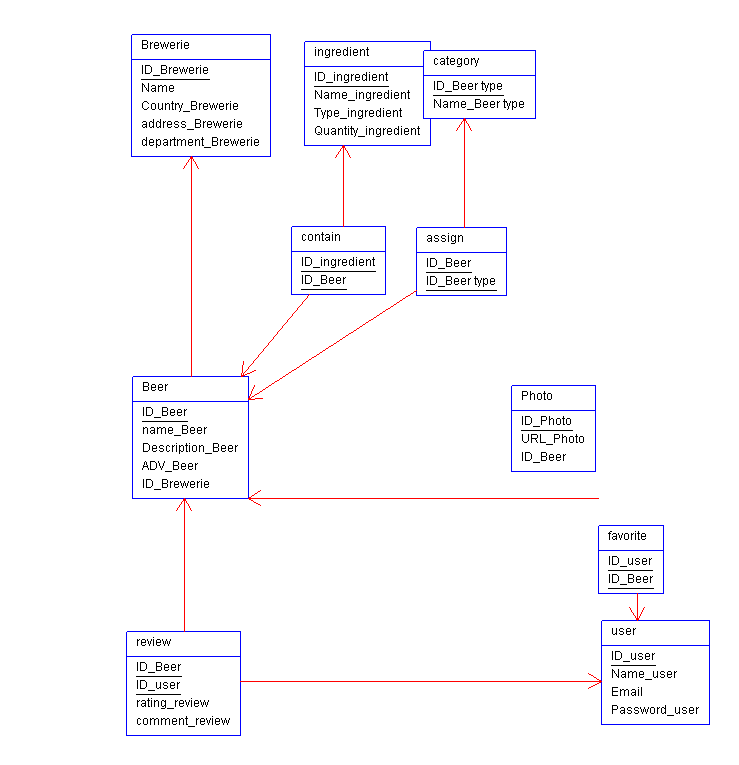 Brewerie
ID_Brewerie
Name
Country_Brewerie
address_Brewerie
department_Brewerie
ingredient
ID_ingredient
Name_ingredient
Type_ingredient
Quantity_ingredient
category
ID_Beer type
Name_Beer type
contain
ID_ingredient
ID_Beer
assign
ID_Beer
ID_Beer type
Beer
ID_Beer
name_Beer
Description_Beer
ADV_Beer
ID_Brewerie
Photo
ID_Photo
URL_Photo
ID_Beer
favorite
ID_user
ID_Beer
review
ID_Beer
ID_user
rating_review
comment_review
user
ID_user
Name_user
Email
Password_user